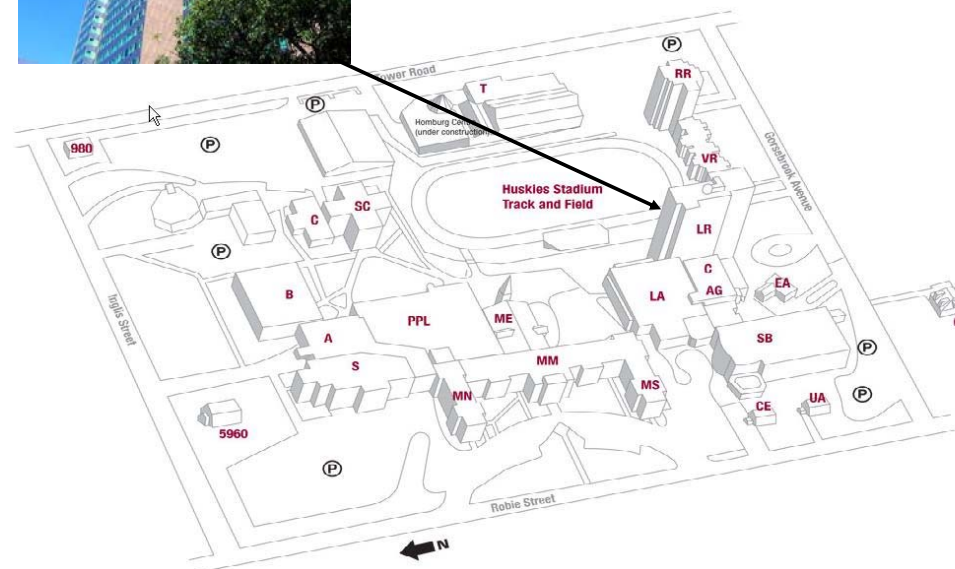 Tower Road
P
RR
T
P
Homburg Centre
(under construction)
980
P
VR
Gorsebrook Avenue
Huskies Stadium
Track and Field
SC
C
LR
P
C
EA
B
LA
AG
Inglis Street
PPL
ME
A
SB
P
S
MM
MS
MN
UA
P
CE
5960
P
Robie Street
N